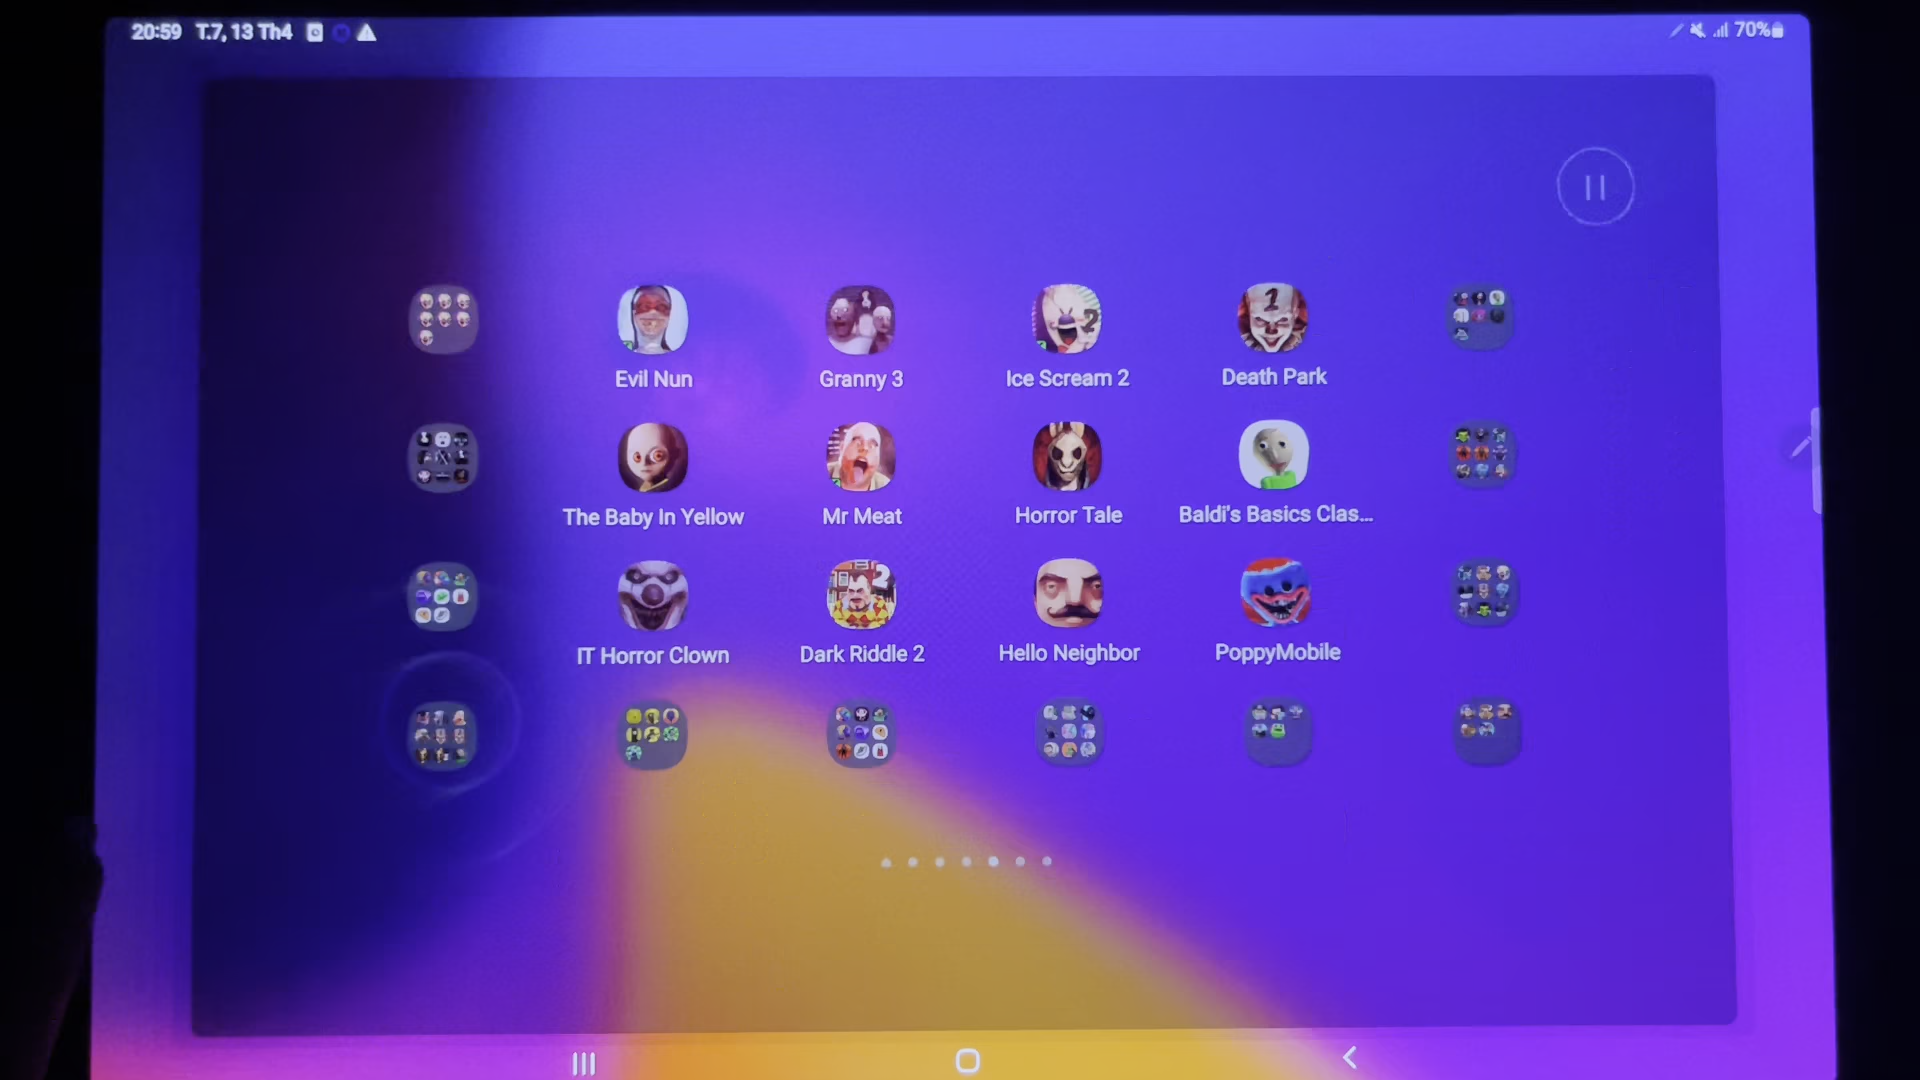 20:59 T.7, 13 Th4
70%
Evil Nun
Granny 3
Ice Scream 2
Death Park
The Baby In Yellow
Mr Meat
Horror Tale
Baldi's Basics Clas...
IT Horror Clown
Dark Riddle 2
Hello Neighbor
PoppyMobile